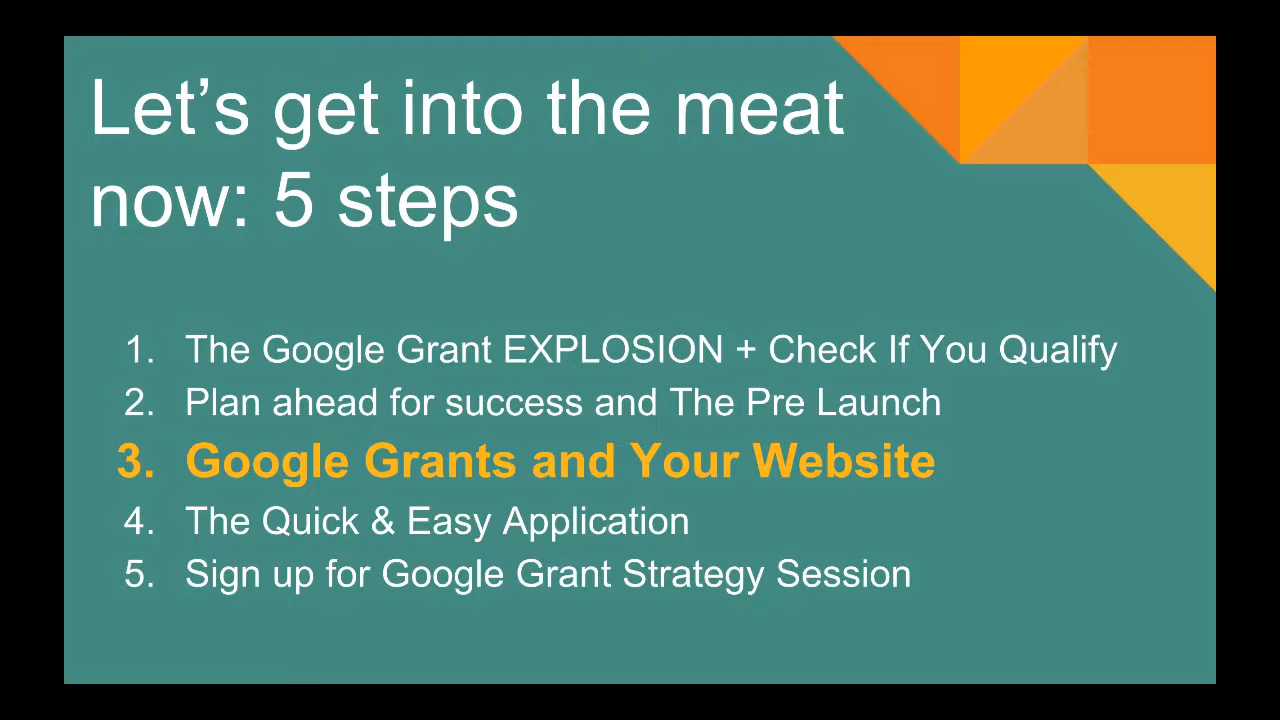 Let’s get into the meat
now: 5 steps
1. The Google Grant EXPLOSION + Check If You Qualify
2. Plan ahead for success and The Pre Launch
3. Google Grants and Your Website
4. The Quick & Easy Application
5. Sign up for Google Grant Strategy Session